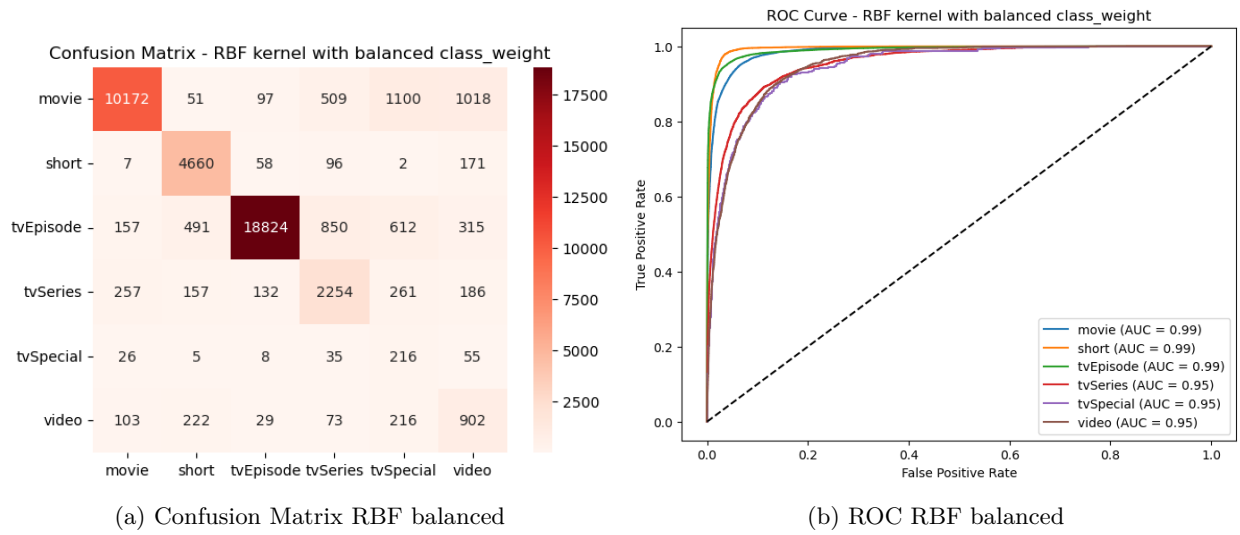 Confusion Matrix - RBF kernel with balanced class_weight
movie 10172 51 97 509 1100 1018
short 7 4660 58 96 2 171
tvEpisode 157 491 18824 850 612 315
tvSeries 257 157 132 2254 261 186
tvSpecial 26 5 8 35 216 55
video 103 222 29 73 216 902
movie short tvEpisode tvSeries tvSpecial video
17500
15000
12500
10000
7500
5000
2500
(a) Confusion Matrix RBF balanced
ROC Curve - RBF kernel with balanced class_weight
True Positive Rate
1.0
0.8
0.6
0.4
0.2
0.0
movie (AUC = 0.99)
short (AUC = 0.99)
tvEpisode (AUC = 0.99)
tvSeries (AUC = 0.95)
tvSpecial (AUC = 0.95)
video (AUC = 0.95)
0.0 0.2 0.4 0.6 0.8 1.0
False Positive Rate
(b) ROC RBF balanced